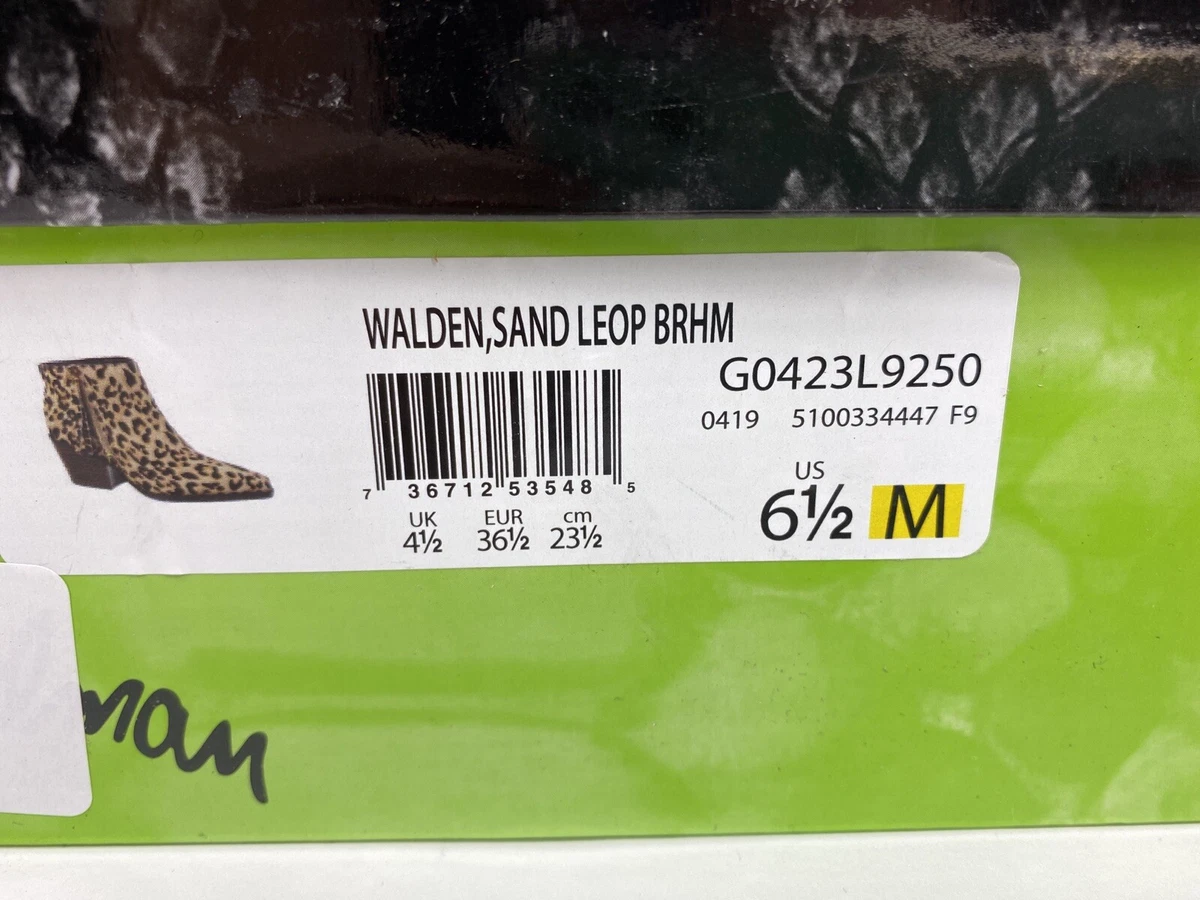 WALDEN,SAND LEOP BRHM
G0423L9250
0419 5100334447 F9
7 36712 53548 5
UK EUR cm
4½ 36½ 23½
US
6½ M
man